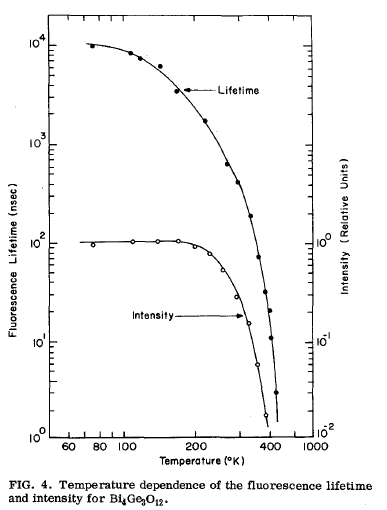 10⁴
10³
10²
10¹
10⁰
Fluorescence Lifetime (nsec)
Lifetime
Intensity
10⁰
10⁻¹
10⁻²
Intensity (Relative Units)
60 80 100 200 400 1000
Temperature (°K)
FIG. 4. Temperature dependence of the fluorescence lifetime
and intensity for Bi₄Ge₃O₁₂.